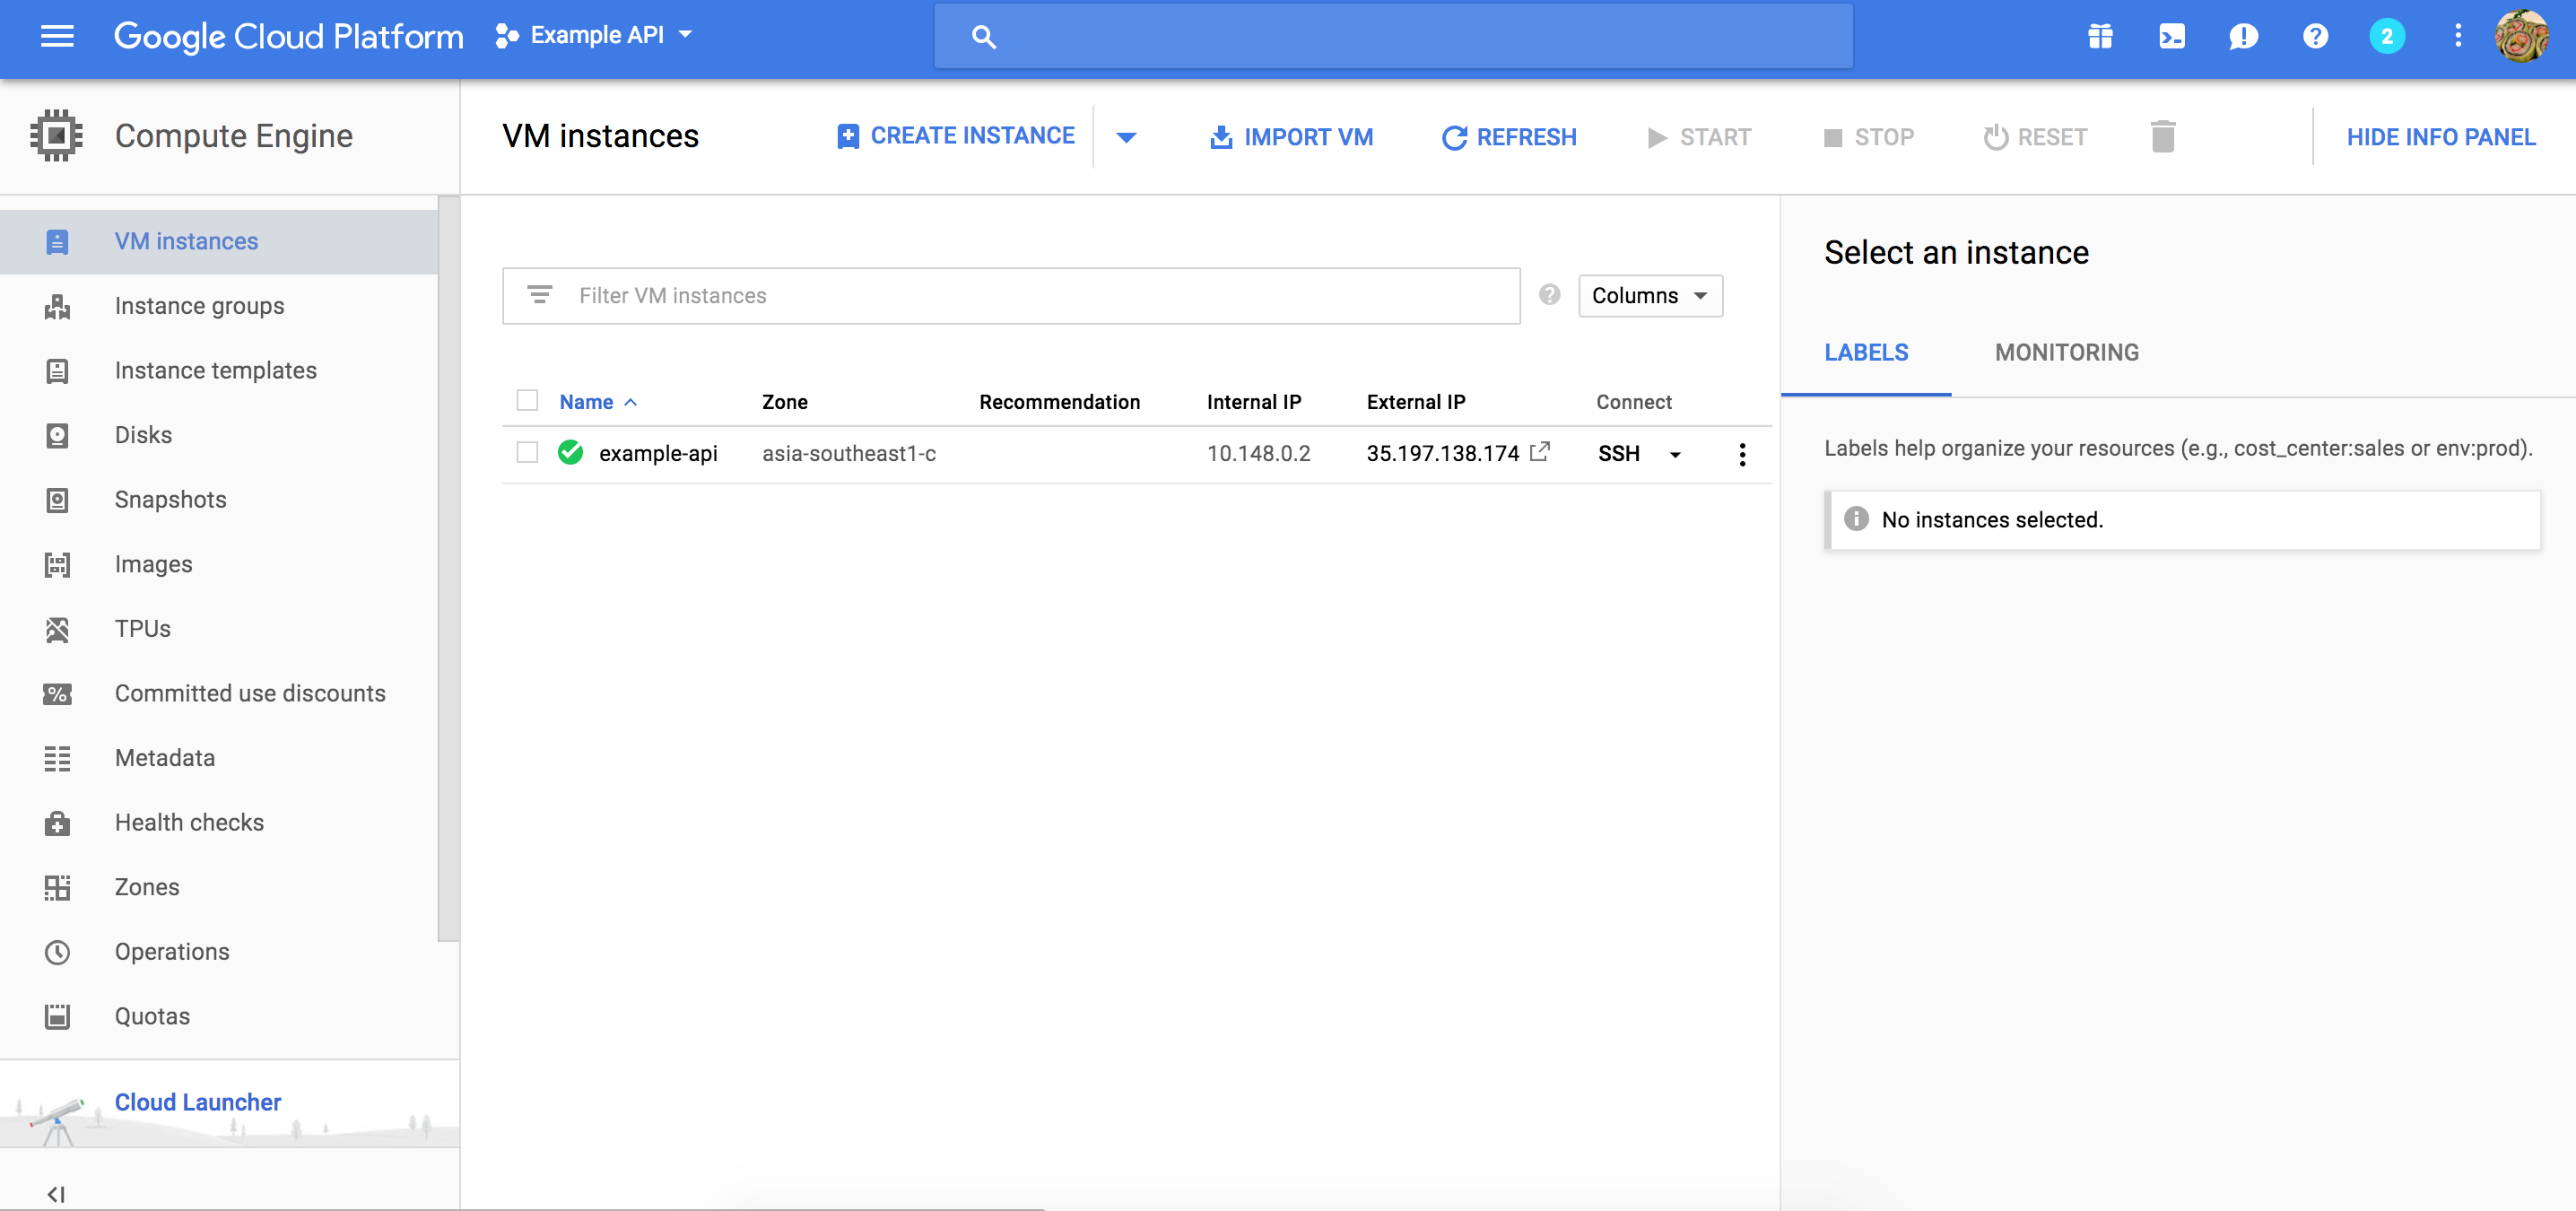 Google Cloud Platform
Example API
2
Compute Engine
VM instances
CREATE INSTANCE
IMPORT VM
REFRESH
START
STOP
RESET
HIDE INFO PANEL
VM instances
Instance groups
Instance templates
Disks
Snapshots
Images
TPUs
Committed use discounts
Metadata
Health checks
Zones
Operations
Quotas
Cloud Launcher
Filter VM instances
Columns
Name Zone Recommendation Internal IP External IP Connect
example-api asia-southeast1-c 10.148.0.2 35.197.138.174 SSH
Select an instance
LABELS MONITORING
Labels help organize your resources (e.g., cost_center:sales or env:prod).
No instances selected.